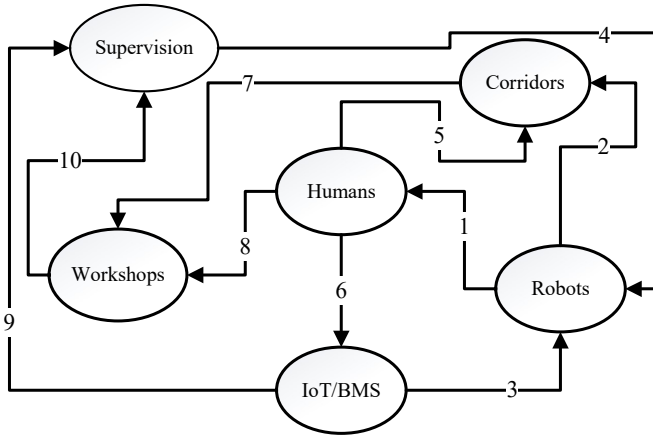 4
Supervision
7
Corridors
5
2
10
Humans
8
1
Workshops
6
Robots
9
IoT/BMS
3